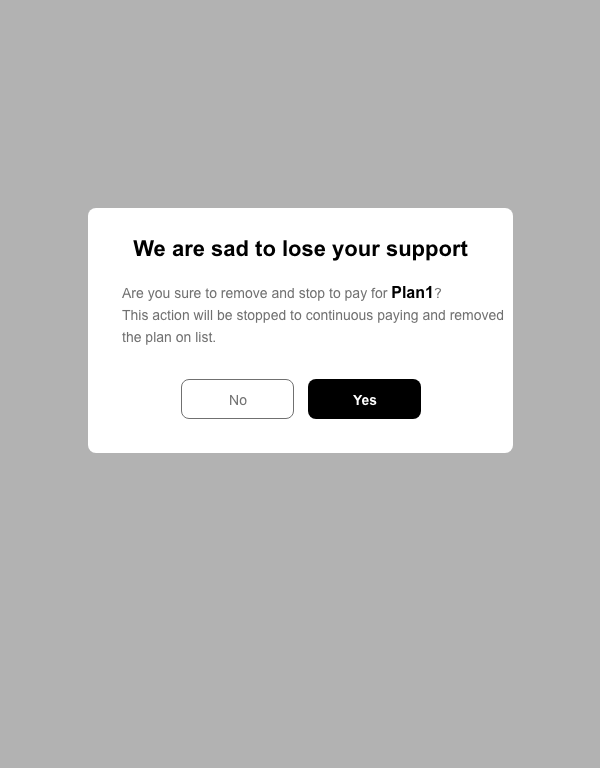 We are sad to lose your support
Are you sure to remove and stop to pay for Plan1?
This action will be stopped to continuous paying and removed
the plan on list.
No
Yes